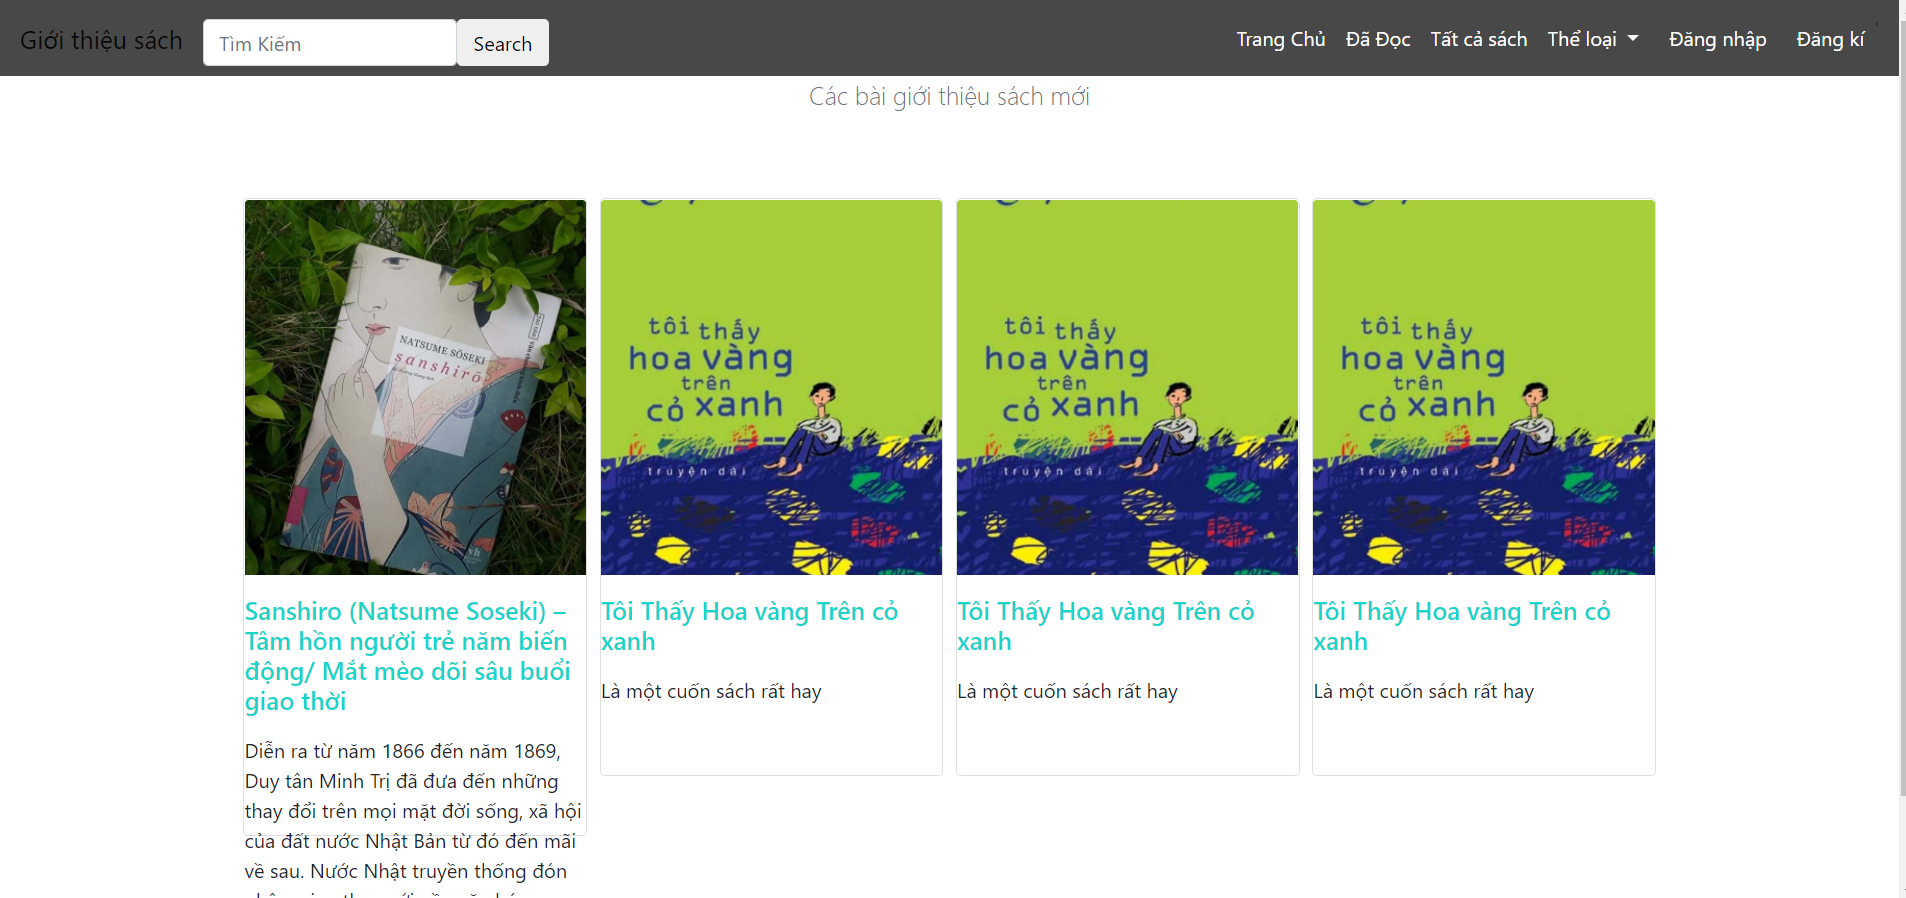 Giới thiệu sách
Tìm Kiếm
Search
Trang Chủ
Đã Đọc
Tất cả sách
Thể loại
Đăng nhập
Đăng kí
Các bài giới thiệu sách mới
NATSUME SŌSEKI
sanshirō
tôi thấy
hoa vàng
trên
cỏ xanh
truyện dài
tôi thấy
hoa vàng
trên
cỏ xanh
truyện dài
tôi thấy
hoa vàng
trên
cỏ xanh
truyện dài
Sanshiro (Natsume Soseki) –
Tâm hồn người trẻ năm biến
động/ Mắt mèo dõi sâu buổi
giao thời
Diễn ra từ năm 1866 đến năm 1869,
Duy tân Minh Trị đã đưa đến những
thay đổi trên mọi mặt đời sống, xã hội
của đất nước Nhật Bản từ đó đến mãi
về sau. Nước Nhật truyền thống đón
Tôi Thấy Hoa vàng Trên cỏ
xanh
Là một cuốn sách rất hay
Tôi Thấy Hoa vàng Trên cỏ
xanh
Là một cuốn sách rất hay
Tôi Thấy Hoa vàng Trên cỏ
xanh
Là một cuốn sách rất hay